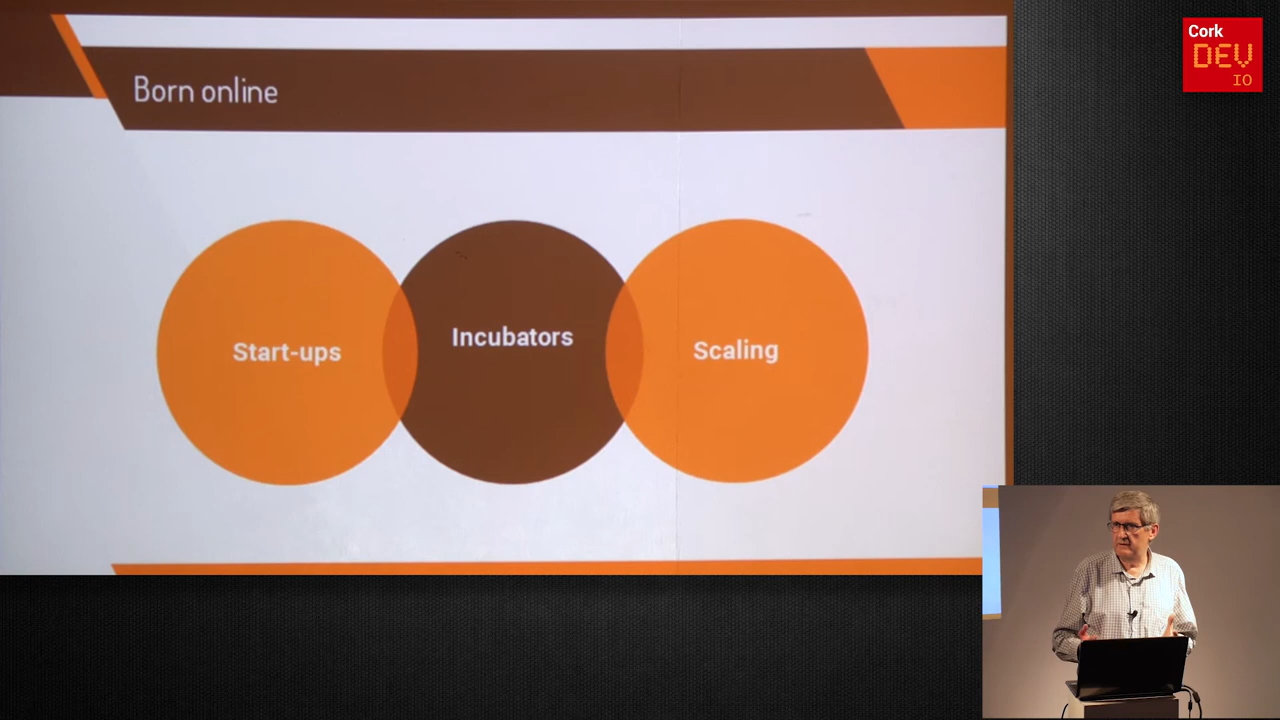 Born online
Start-ups
Incubators
Scaling
Cork
DEV
IO